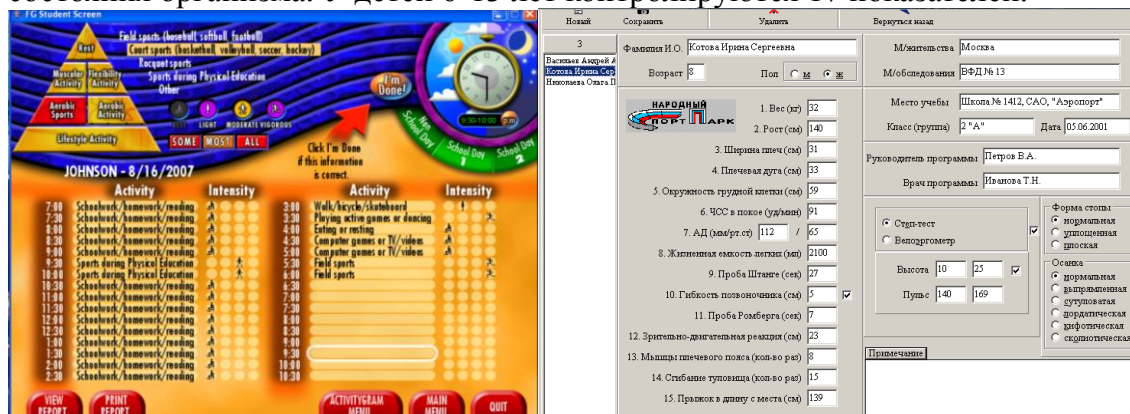 состояния организма. У детей 6-15 лет контролируются 17 показателей.
FG Student Screen
Field sports (baseball, softball, football)
Court sports (basketball, volleyball, soccer, hockey)
Racquet sports
Sports during Physical Education
Other
Rest
Muscular Activity
Flexibility Activity
Aerobic Sports
Aerobic Activity
Lifestyle Activity
REST LIGHT MODERATE VIGOROUS
SOME MOST ALL
I'm Done!
Click I'm Done
if this information
is correct.
9:30-10:00 p.m
Non School Day
School Day 1
School Day 2
JOHNSON - 8/16/2007
Activity Intensity
7:00 Schoolwork/homework/reading
7:30 Schoolwork/homework/reading
8:00 Schoolwork/homework/reading
8:30 Schoolwork/homework/reading
9:00 Schoolwork/homework/reading
9:30 Sports during Physical Education
10:00 Sports during Physical Education
10:30 Schoolwork/homework/reading
11:00 Schoolwork/homework/reading
11:30 Schoolwork/homework/reading
12:00 Schoolwork/homework/reading
12:30 Schoolwork/homework/reading
1:00 Schoolwork/homework/reading
1:30 Schoolwork/homework/reading
2:00 Schoolwork/homework/reading
2:30 Schoolwork/homework/reading
Activity Intensity
3:00 Walk/bicycle/skateboard
3:30 Playing active games or dancing
4:00 Eating or resting
4:30 Computer games or TV/videos
5:00 Computer games or TV/videos
5:30 Field sports
6:00 Field sports
6:30
7:00
7:30
8:00
8:30
9:00
9:30
10:00
10:30
VIEW REPORT
PRINT REPORT
ACTIVITYGRAM MENU
MAIN MENU
QUIT
Новый Сохранить Удалить Вернуться назад
3
Васильев Андрей А
Котова Ирина Сер
Николаева Ольга П
Фамилия И.О. Котова Ирина Сергеевна
Возраст 8 Пол м ж
НАРОДНЫЙ
СПОРТ ПАРК
1. Вес (кг) 32
2. Рост (см) 140
3. Ширина плеч (см) 31
4. Плечевая дуга (см) 33
5. Окружность грудной клетки (см) 59
6. ЧСС в покое (уд/мин) 91
7. АД (мм/рт.ст) 112 / 65
8. Жизненная емкость легких (мл) 2100
9. Проба Штанге (сек) 27
10. Гибкость позвоночника (см) 5
11. Проба Ромберга (сек) 7
12. Зрительно-двигательная реакция (см) 23
13. Мышцы плечевого пояса (кол-во раз) 8
14. Сгибание туловища (кол-во раз) 15
15. Прыжок в длину с места (см) 139
М/жительства Москва
М/обследования ВФД № 13
Место учебы Школа № 1412, САО, "Аэропорт"
Класс (группа) 2 "А" Дата 05.06.2001
Руководитель программы Петров В.А.
Врач программы Иванова Т.Н.
Степ-тест
Велоэргометр
Высота 10 25
Пульс 140 169
Форма стопы
нормальная
уплощенная
плоская
Осанка
нормальная
выпрямленная
сутуловатая
лордатическая
кифотическая
сколиотическая
Примечание